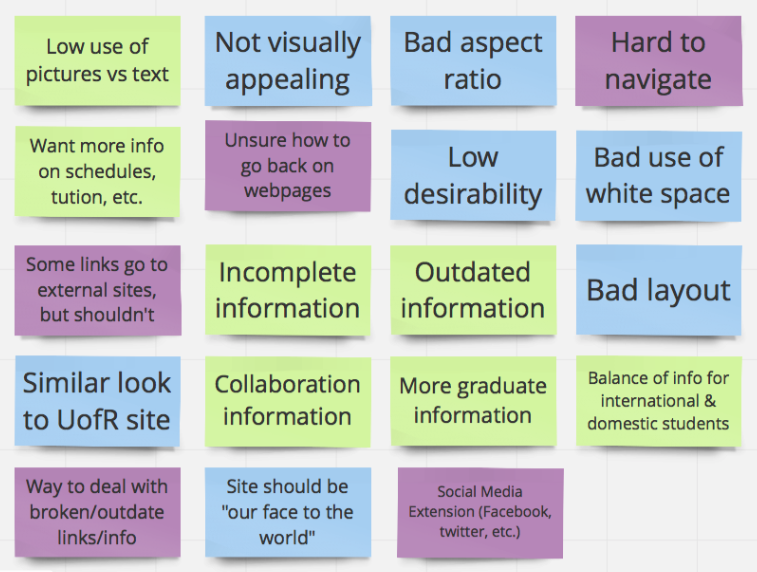 Low use of
pictures vs text
Not visually
appealing
Bad aspect
ratio
Hard to
navigate
Want more info
on schedules,
tution, etc.
Unsure how to
go back on
webpages
Low
desirability
Bad use of
white space
Some links go to
external sites,
but shouldn't
Incomplete
information
Outdated
information
Bad layout
Similar look
to UofR site
Collaboration
information
More graduate
information
Balance of info for
international &
domestic students
Way to deal with
broken/outdate
links/info
Site should be
"our face to the
world"
Social Media
Extension (Facebook,
twitter, etc.)